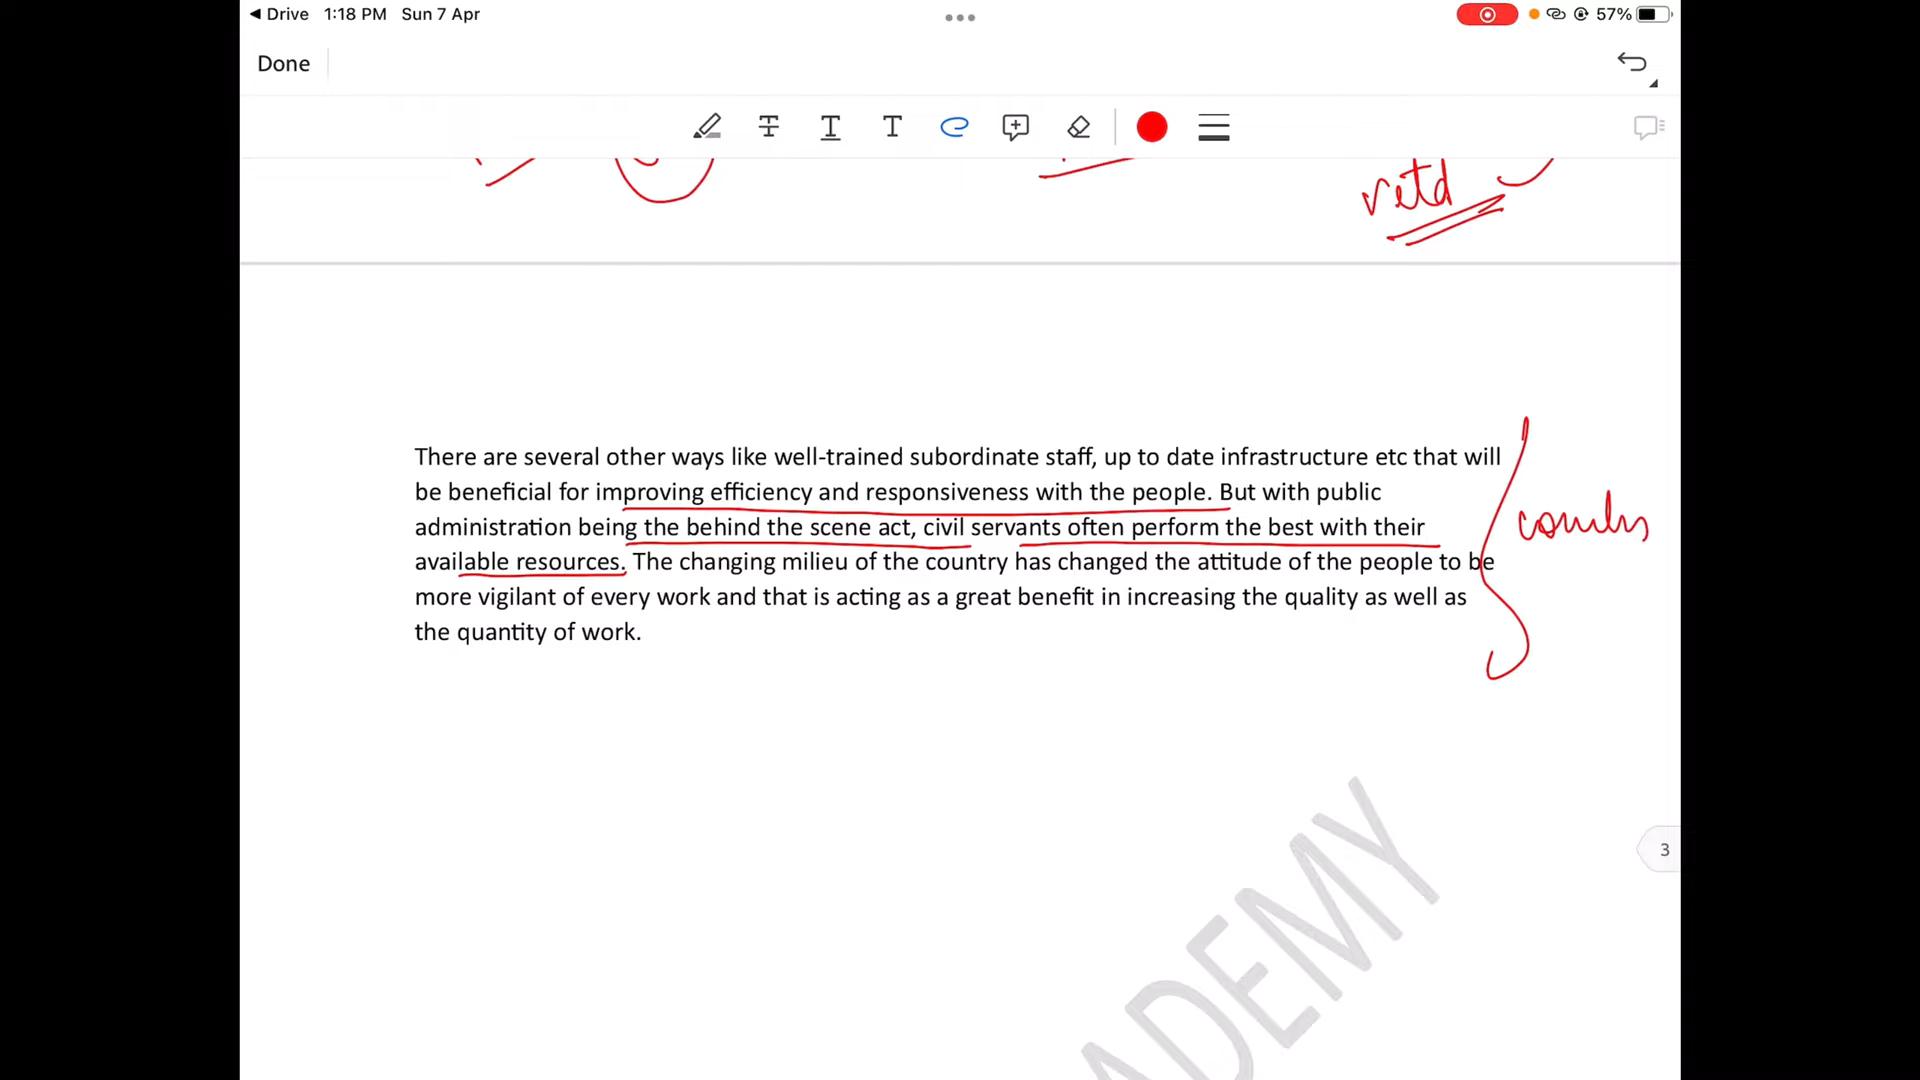 Drive 1:18 PM Sun 7 Apr
57%
Done
T T T
retd
There are several other ways like well-trained subordinate staff, up to date infrastructure etc that will
be beneficial for improving efficiency and responsiveness with the people. But with public
administration being the behind the scene act, civil servants often perform the best with their
available resources. The changing milieu of the country has changed the attitude of the people to be
more vigilant of every work and that is acting as a great benefit in increasing the quality as well as
the quantity of work.
3
ADEMY